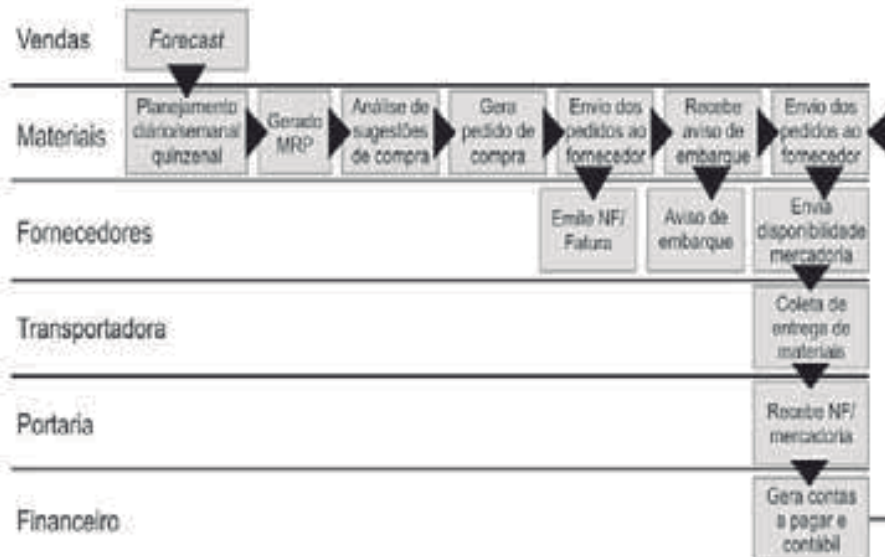 Vendas
Forecast
Materiais
Planejamento
diário/semanal
quinzenal
Gerado
MRP
Análise de
sugestões
de compra
Gera
pedido de
compra
Envio dos
pedidos ao
fornecedor
Recebe
aviso de
embarque
Envio dos
pedidos ao
fornecedor
Fornecedores
Emite NF/
Fatura
Aviso de
embarque
Envia
disponibilidade
mercadoria
Transportadora
Coleta de
entrega de
materiais
Portaria
Recebe NF/
mercadoria
Financeiro
Gera contas
a pagar e
contábil